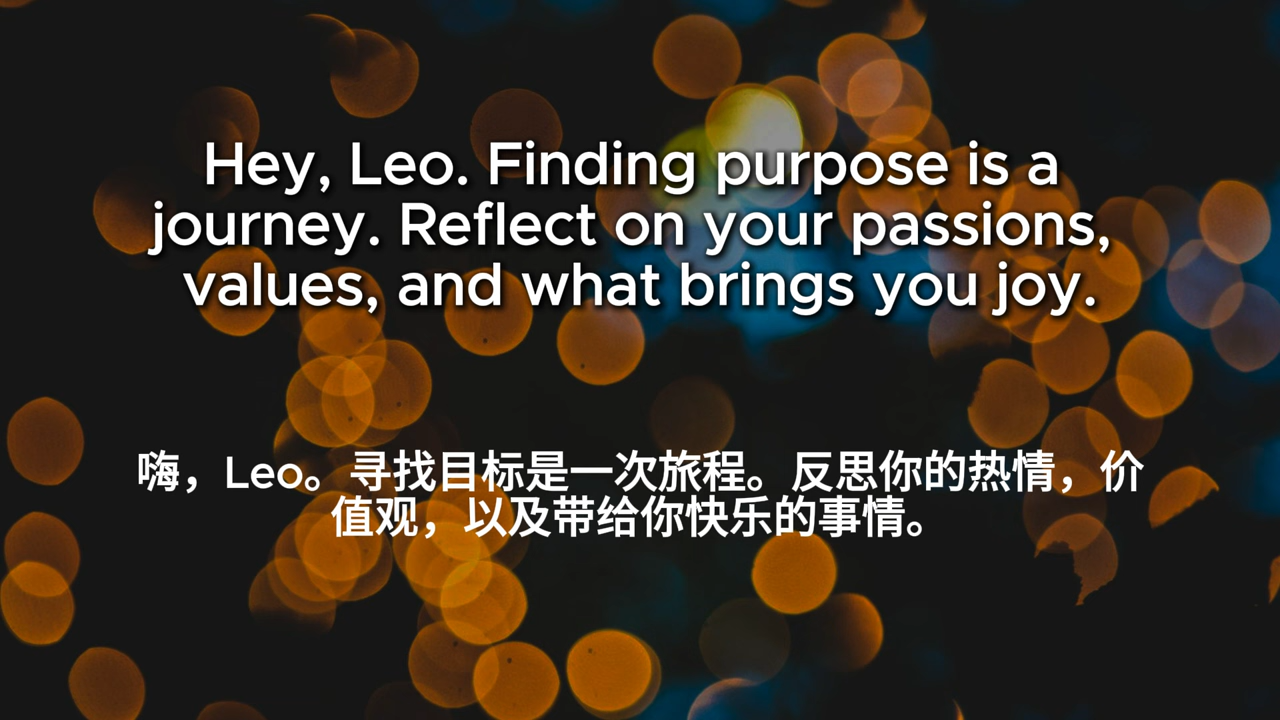 Hey, Leo. Finding purpose is a
journey. Reflect on your passions,
values, and what brings you joy.
嗨，Leo。寻找目标是一次旅程。反思你的热情，价
值观，以及带给你快乐的事情。